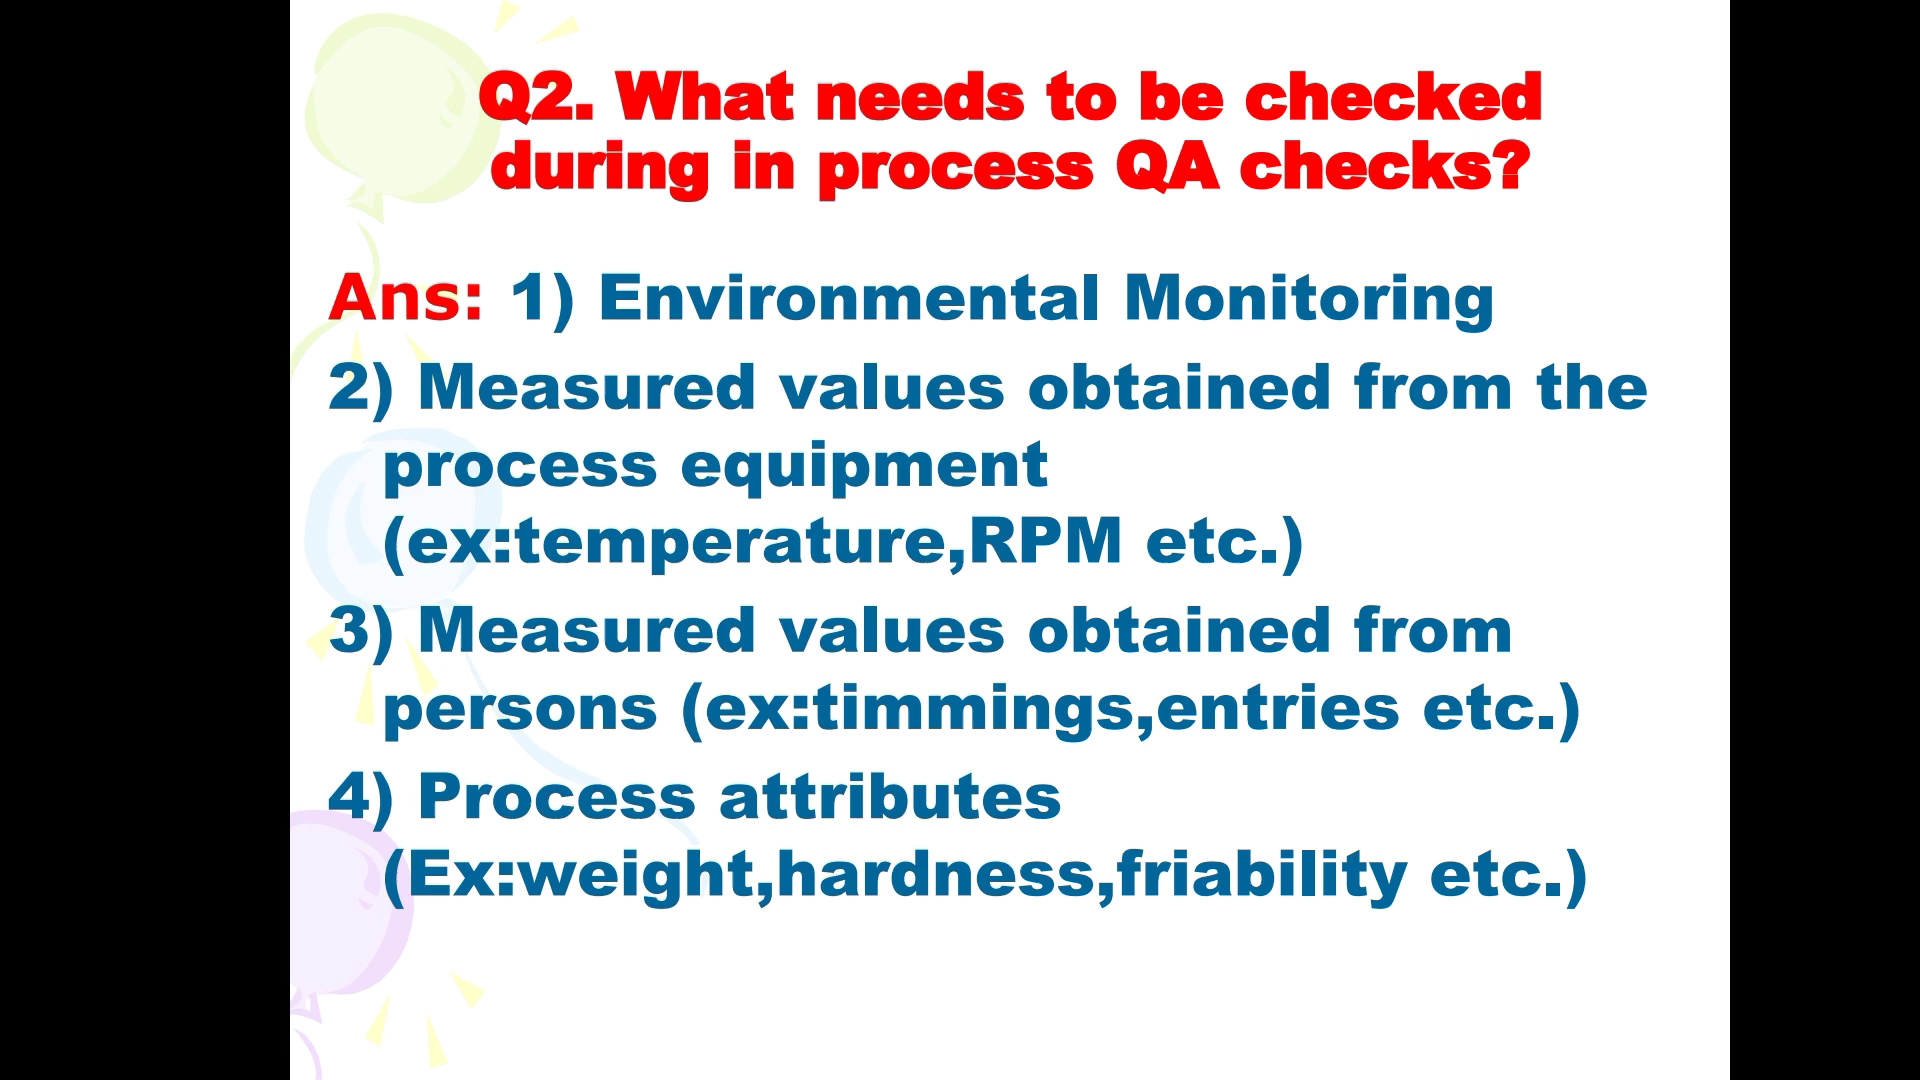 Q2. What needs to be checked
during in process QA checks?
Ans: 1) Environmental Monitoring
2) Measured values obtained from the
process equipment
(ex:temperature,RPM etc.)
3) Measured values obtained from
persons (ex:timmings,entries etc.)
4) Process attributes
(Ex:weight,hardness,friability etc.)